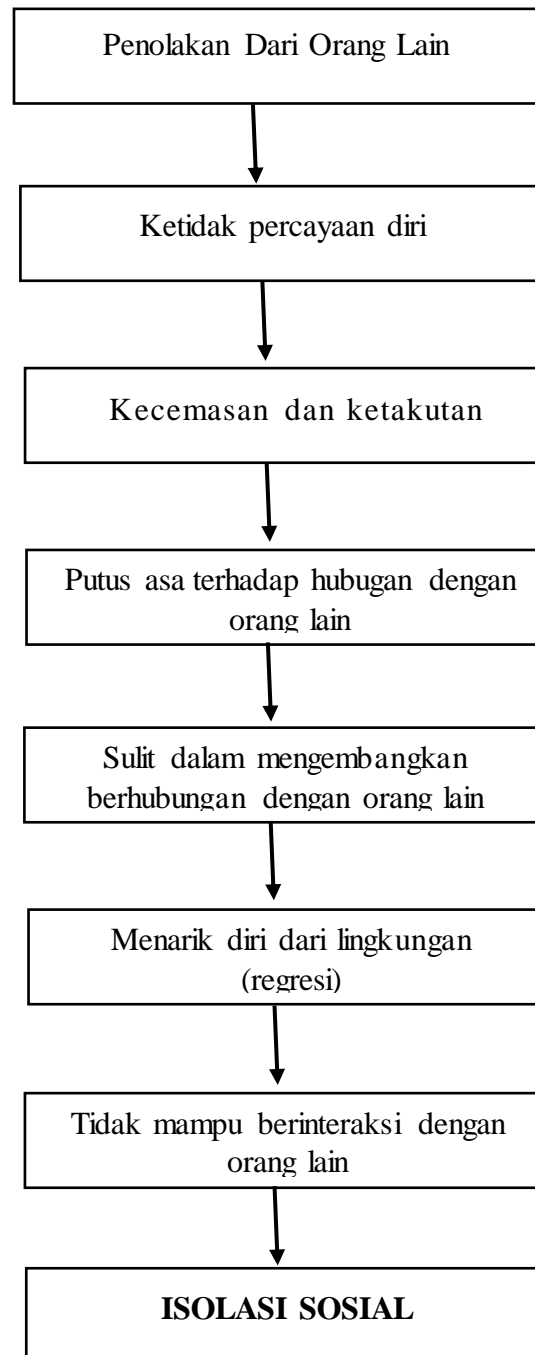 Penolakan Dari Orang Lain
Ketidak percayaan diri
Kecemasan dan ketakutan
Putus asa terhadap hubugan dengan
orang lain
Sulit dalam mengembangkan
berhubungan dengan orang lain
Menarik diri dari lingkungan
(regresi)
Tidak mampu berinteraksi dengan
orang lain
ISOLASI SOSIAL